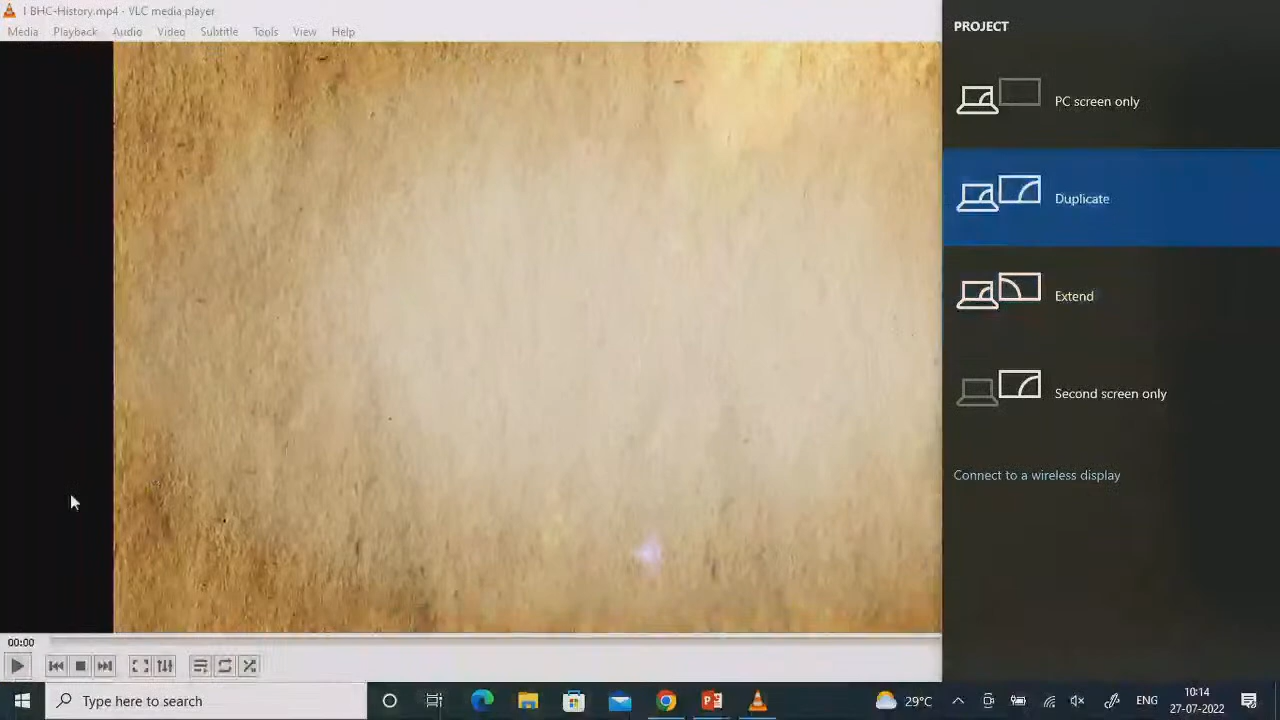 I BHC-History.mp4 - VLC media player
Media Playback Audio Video Subtitle Tools View Help
PROJECT
PC screen only
Duplicate
Extend
Second screen only
Connect to a wireless display
00:00
Type here to search
29°C
ENG
10:14
27-07-2022